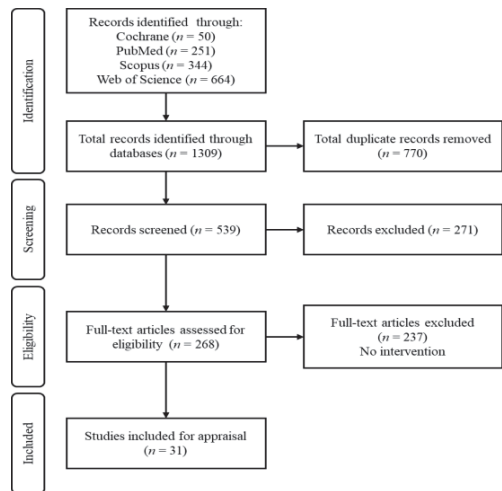 Identification
Records identified through:
Cochrane (n = 50)
PubMed (n = 251)
Scopus (n = 344)
Web of Science (n = 664)
Total records identified through
databases (n = 1309)
Total duplicate records removed
(n = 770)
Screening
Records screened (n = 539)
Records excluded (n = 271)
Eligibility
Full-text articles assessed for
eligibility (n = 268)
Full-text articles excluded
(n = 237)
No intervention
Included
Studies included for appraisal
(n = 31)